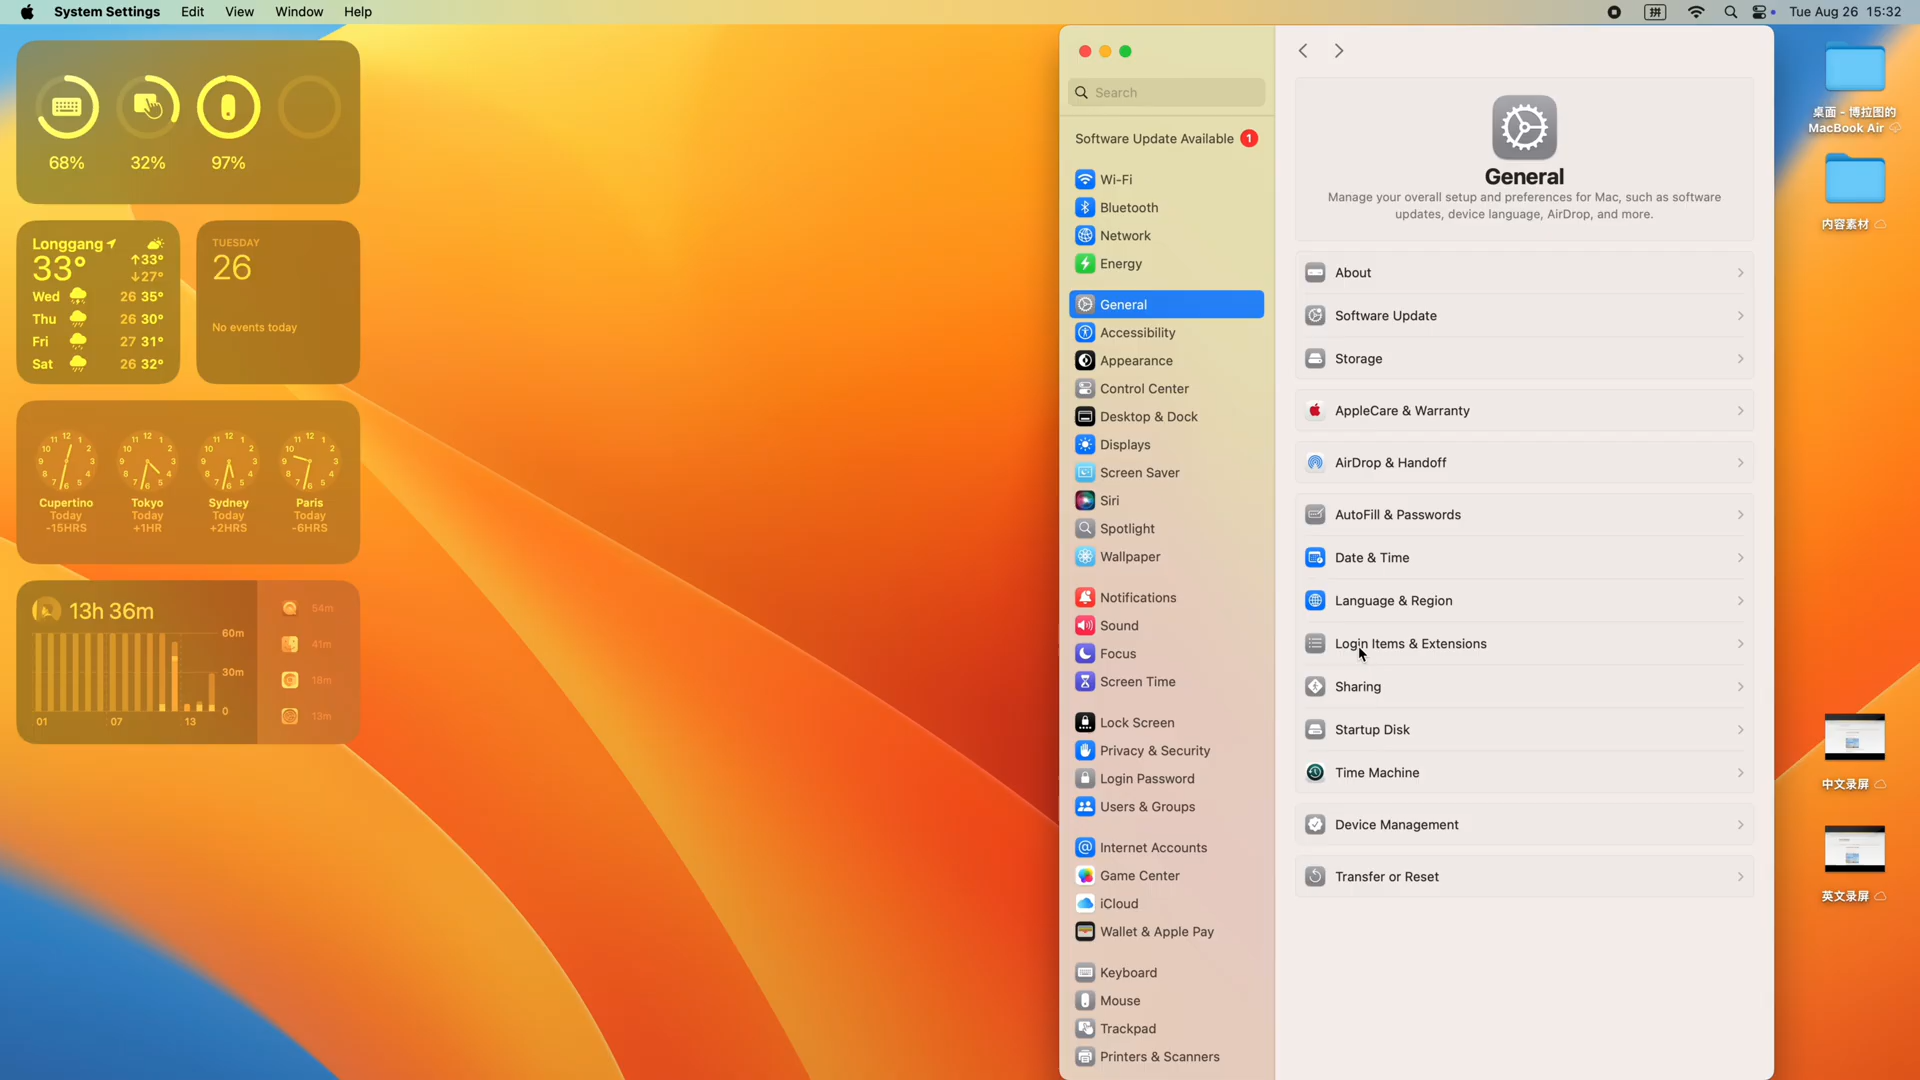 System Settings Edit View Window Help
拼 Tue Aug 26 15:32
68% 32% 97%
Longgang
33°
↑33°
↓27°
Wed 26 35°
Thu 26 30°
Fri 27 31°
Sat 26 32°
TUESDAY
26
No events today
Cupertino Tokyo Sydney Paris
Today Today Today Today
-15HRS +1HR +2HRS -6HRS
13h 36m
60m
30m
0
01 07 13
54m
41m
18m
13m
Search
Software Update Available 1
Wi-Fi
Bluetooth
Network
Energy
General
Accessibility
Appearance
Control Center
Desktop & Dock
Displays
Screen Saver
Siri
Spotlight
Wallpaper
Notifications
Sound
Focus
Screen Time
Lock Screen
Privacy & Security
Login Password
Users & Groups
Internet Accounts
Game Center
iCloud
Wallet & Apple Pay
Keyboard
Mouse
Trackpad
Printers & Scanners
General
Manage your overall setup and preferences for Mac, such as software
updates, device language, AirDrop, and more.
About
Software Update
Storage
AppleCare & Warranty
AirDrop & Handoff
AutoFill & Passwords
Date & Time
Language & Region
Login Items & Extensions
Sharing
Startup Disk
Time Machine
Device Management
Transfer or Reset
桌面 - 博拉图的
MacBook Air
内容素材
中文录屏
英文录屏